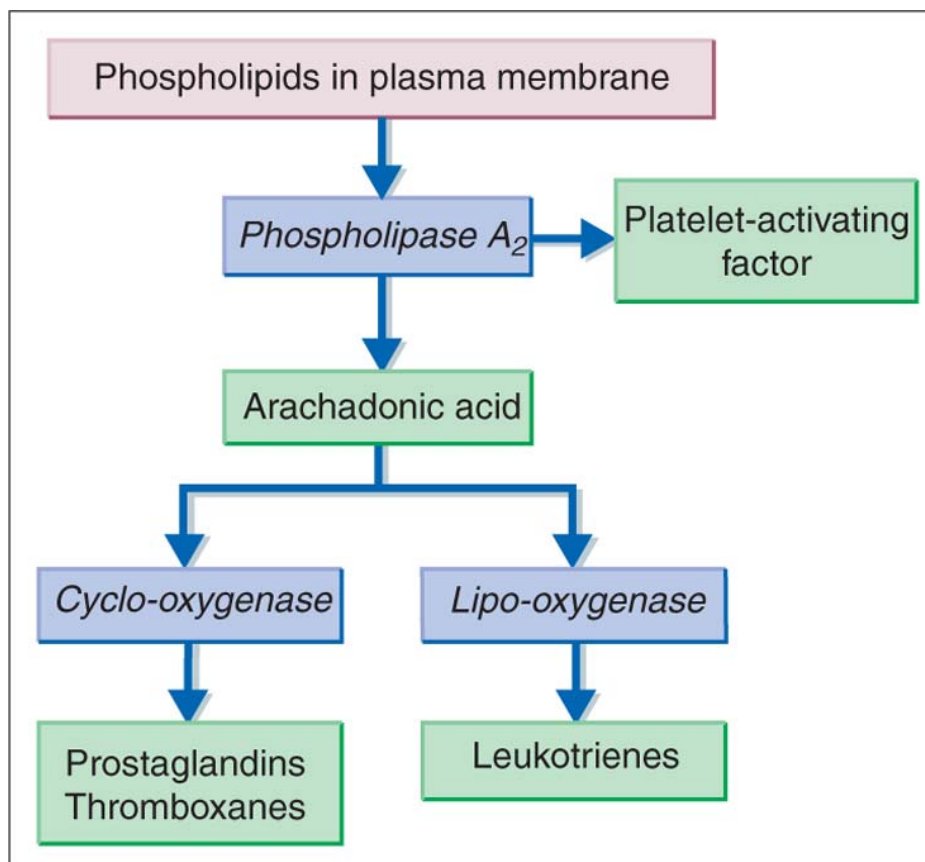 Phospholipids in plasma membrane
Phospholipase A₂
Platelet-activating
factor
Arachadonic acid
Cyclo-oxygenase
Lipo-oxygenase
Prostaglandins
Thromboxanes
Leukotrienes